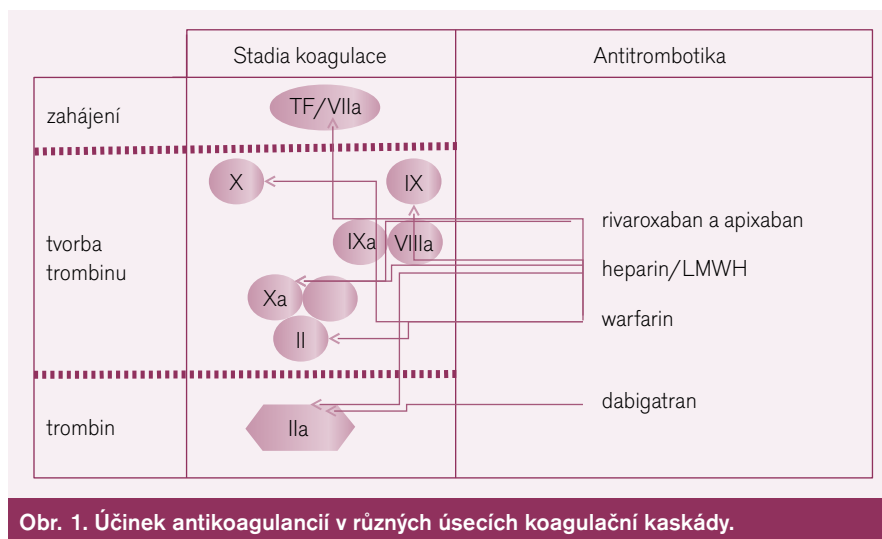 Stadia koagulace
Antitrombotika
zahájení
TF/VIIa
X
IX
tvorba
trombinu
IXa
VIIIa
rivaroxaban a apixaban
heparin/LMWH
Xa
warfarin
II
trombin
IIa
dabigatran
Obr. 1. Účinek antikoagulancií v různých úsecích koagulační kaskády.